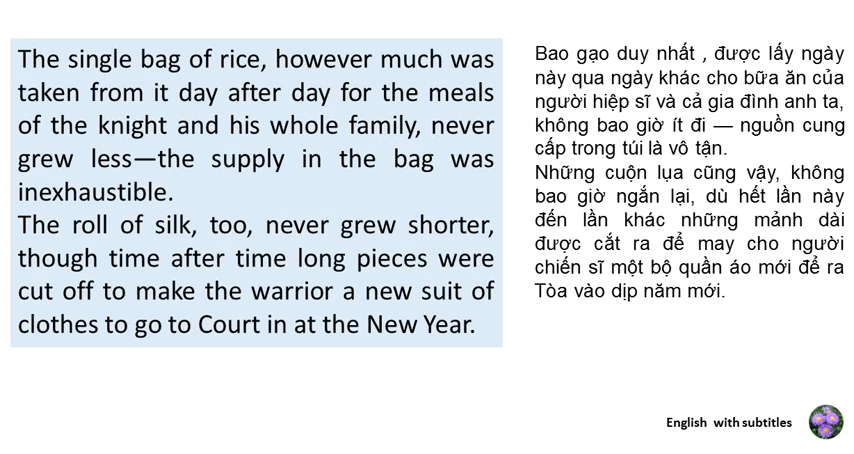 The single bag of rice, however much was
taken from it day after day for the meals
of the knight and his whole family, never
grew less—the supply in the bag was
inexhaustible.
The roll of silk, too, never grew shorter,
though time after time long pieces were
cut off to make the warrior a new suit of
clothes to go to Court in at the New Year.
Bao gạo duy nhất , được lấy ngày
này qua ngày khác cho bữa ăn của
người hiệp sĩ và cả gia đình anh ta,
không bao giờ ít đi — nguồn cung
cấp trong túi là vô tận.
Những cuộn lụa cũng vậy, không
bao giờ ngắn lại, dù hết lần này
đến lần khác những mảnh dài
được cắt ra để may cho người
chiến sĩ một bộ quần áo mới để ra
Tòa vào dịp năm mới.
English with subtitles